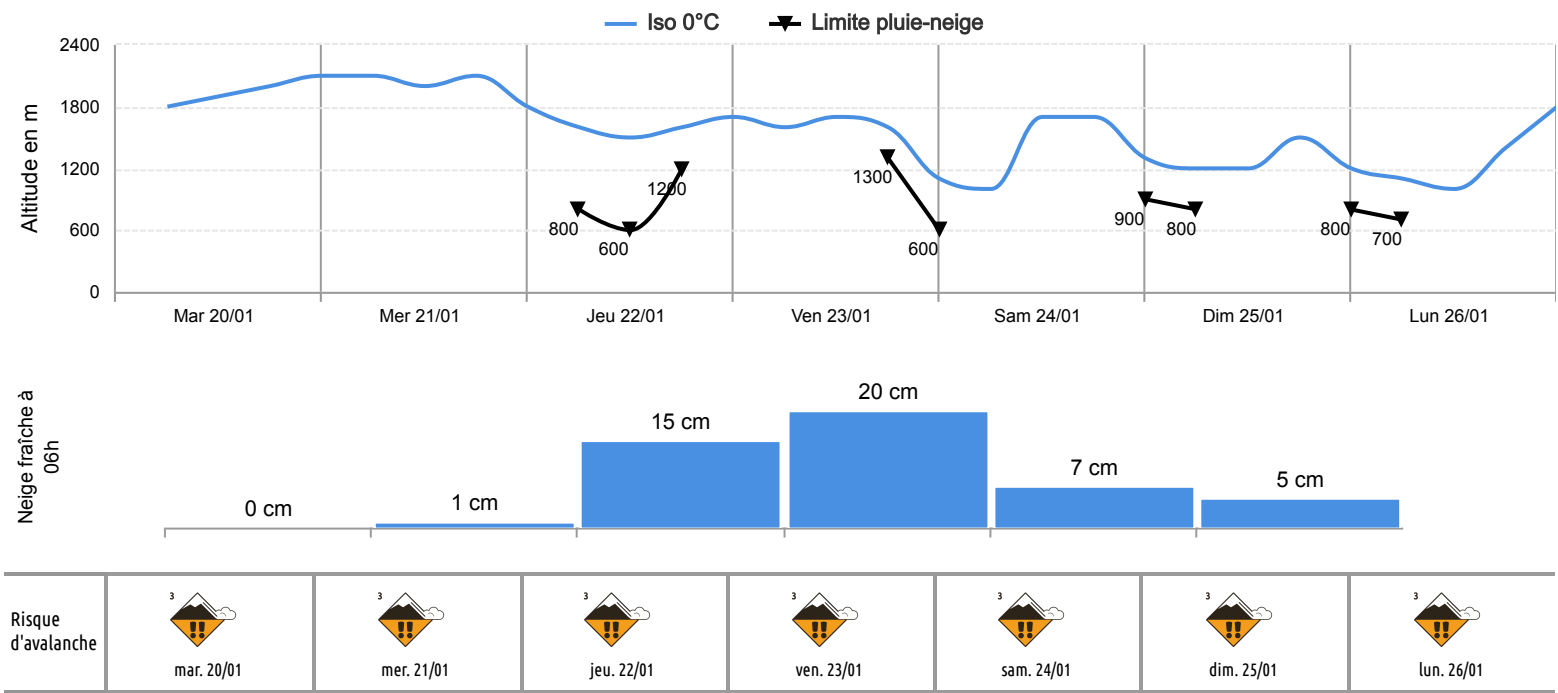 Iso 0°C
Limite pluie-neige
Altitude en m
2400
1800
1200
600
0
800
600
1200
1300
600
900
800
800
700
Mar 20/01
Mer 21/01
Jeu 22/01
Ven 23/01
Sam 24/01
Dim 25/01
Lun 26/01
Neige fraîche à
06h
0 cm
1 cm
15 cm
20 cm
7 cm
5 cm
Risque
d'avalanche
3
mar. 20/01
3
mer. 21/01
3
jeu. 22/01
3
ven. 23/01
3
sam. 24/01
3
dim. 25/01
3
lun. 26/01